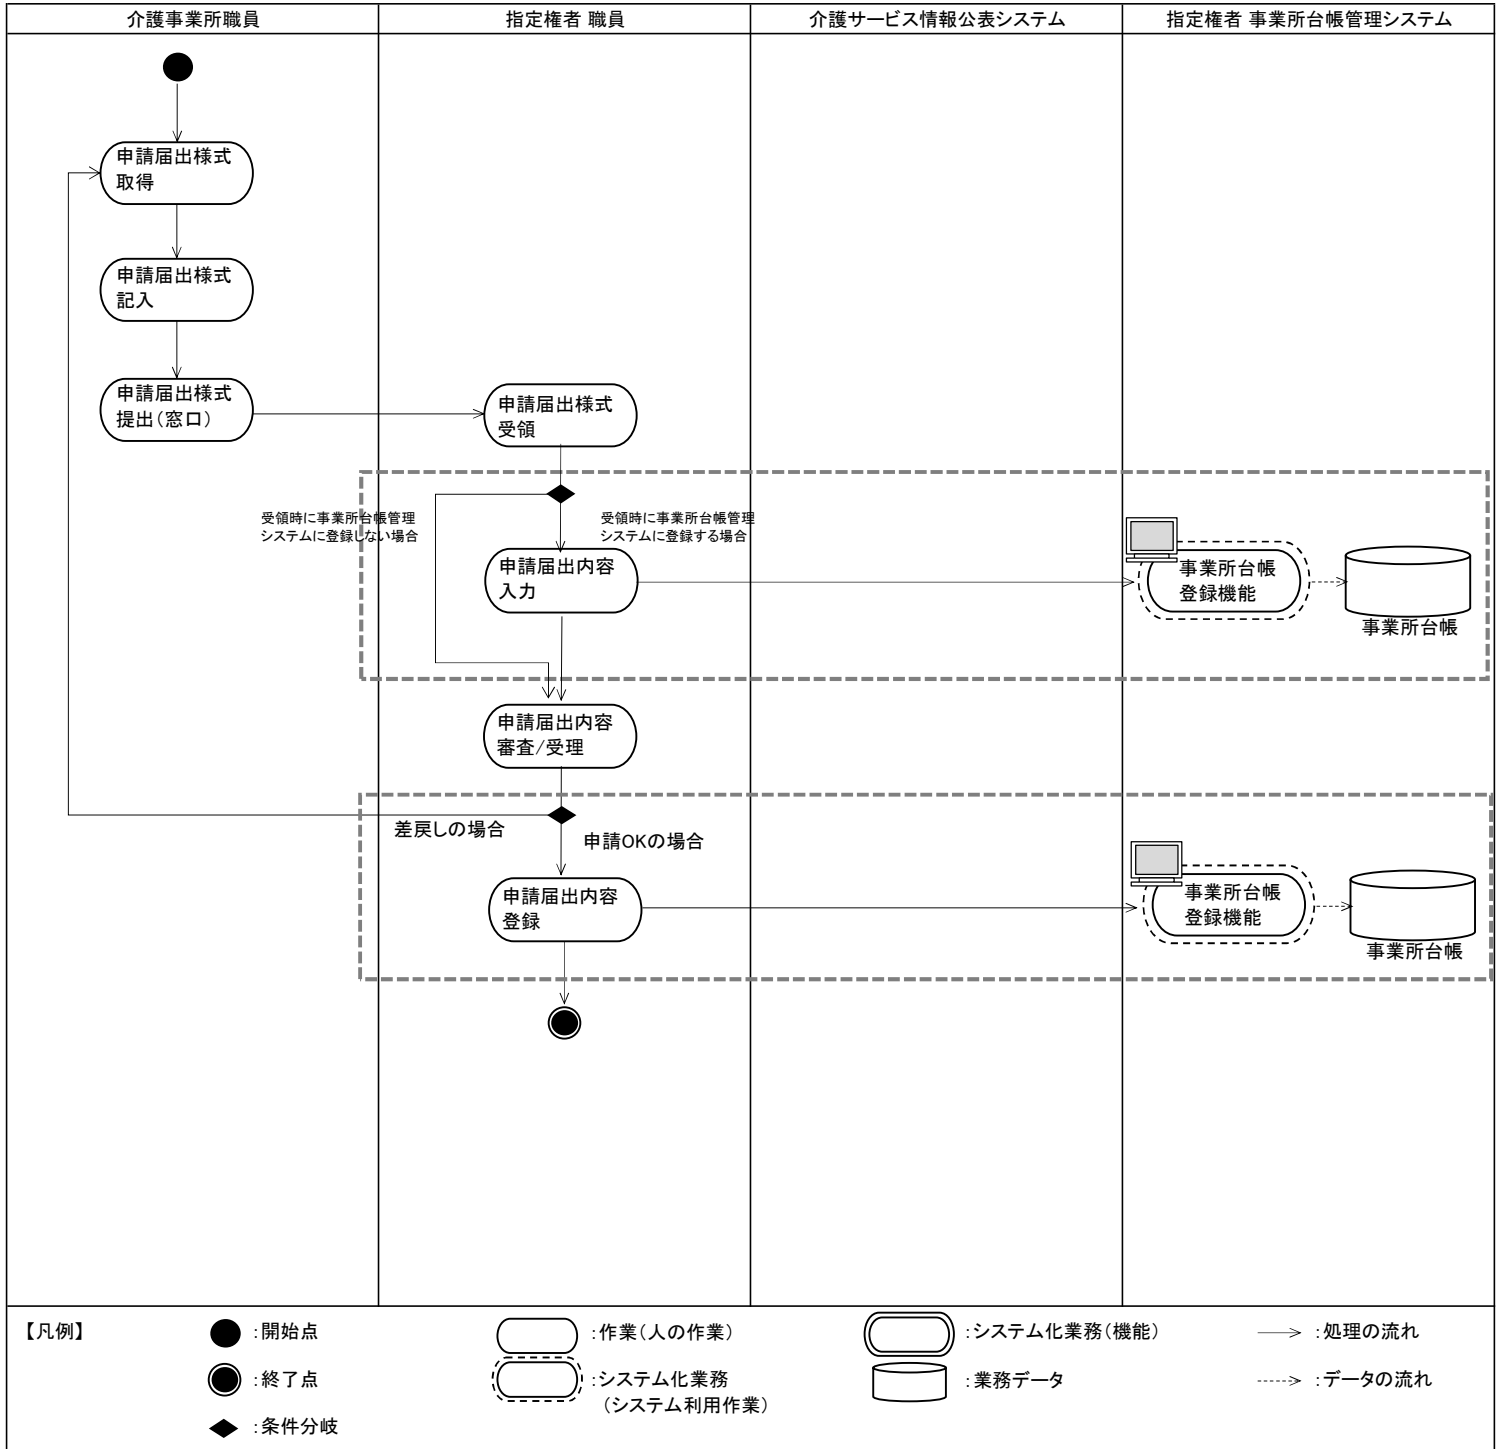 介護事業所職員
指定権者 職員
介護サービス情報公表システム
指定権者 事業所台帳管理システム
申請届出様式
取得
申請届出様式
記入
申請届出様式
提出(窓口)
申請届出様式
受領
受領時に事業所台帳管理
システムに登録しない場合
受領時に事業所台帳管理
システムに登録する場合
申請届出内容
入力
事業所台帳
登録機能
事業所台帳
申請届出内容
審査/受理
差戻しの場合
申請OKの場合
申請届出内容
登録
事業所台帳
登録機能
事業所台帳
【凡例】
:開始点
:作業(人の作業)
:システム化業務(機能)
:処理の流れ
:終了点
:システム化業務
(システム利用作業)
:業務データ
:データの流れ
:条件分岐